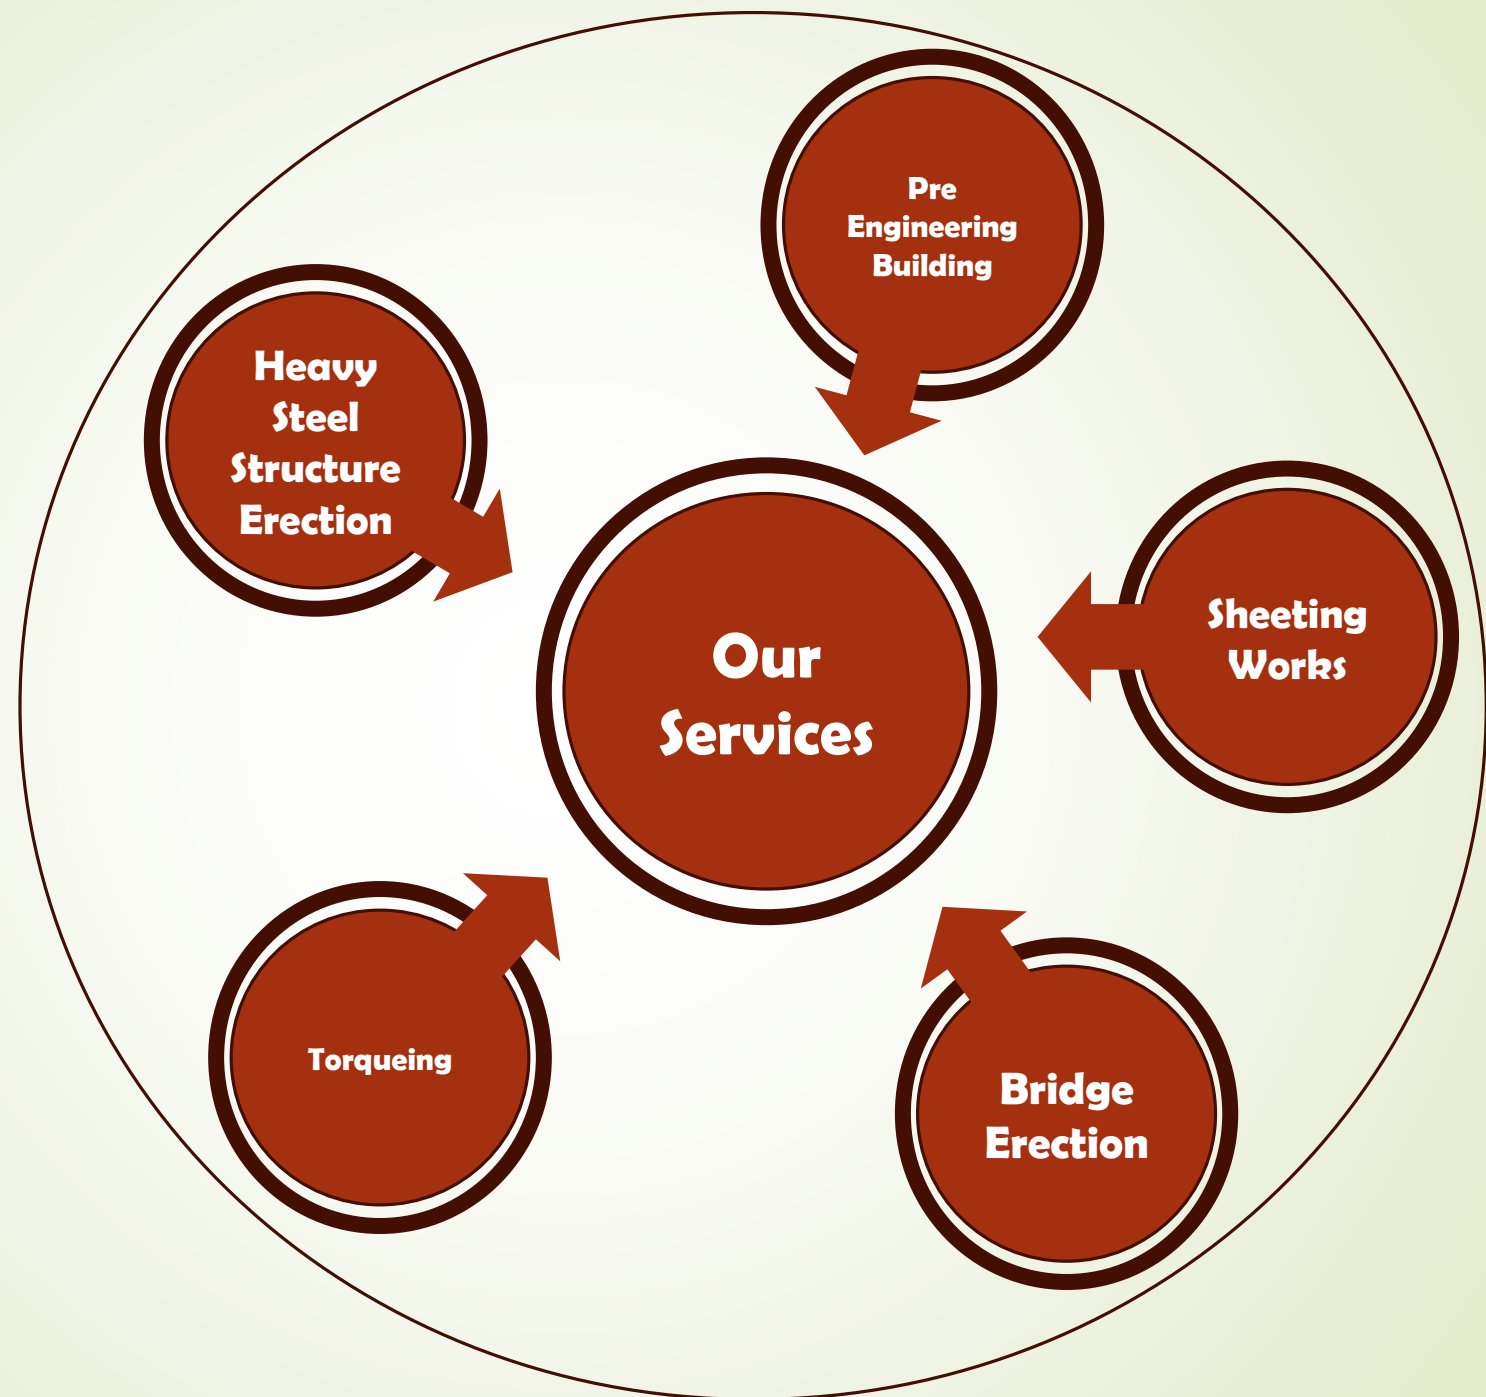 Pre
Engineering
Building
Heavy
Steel
Structure
Erection
Sheeting
Works
Our
Services
Torqueing
Bridge
Erection